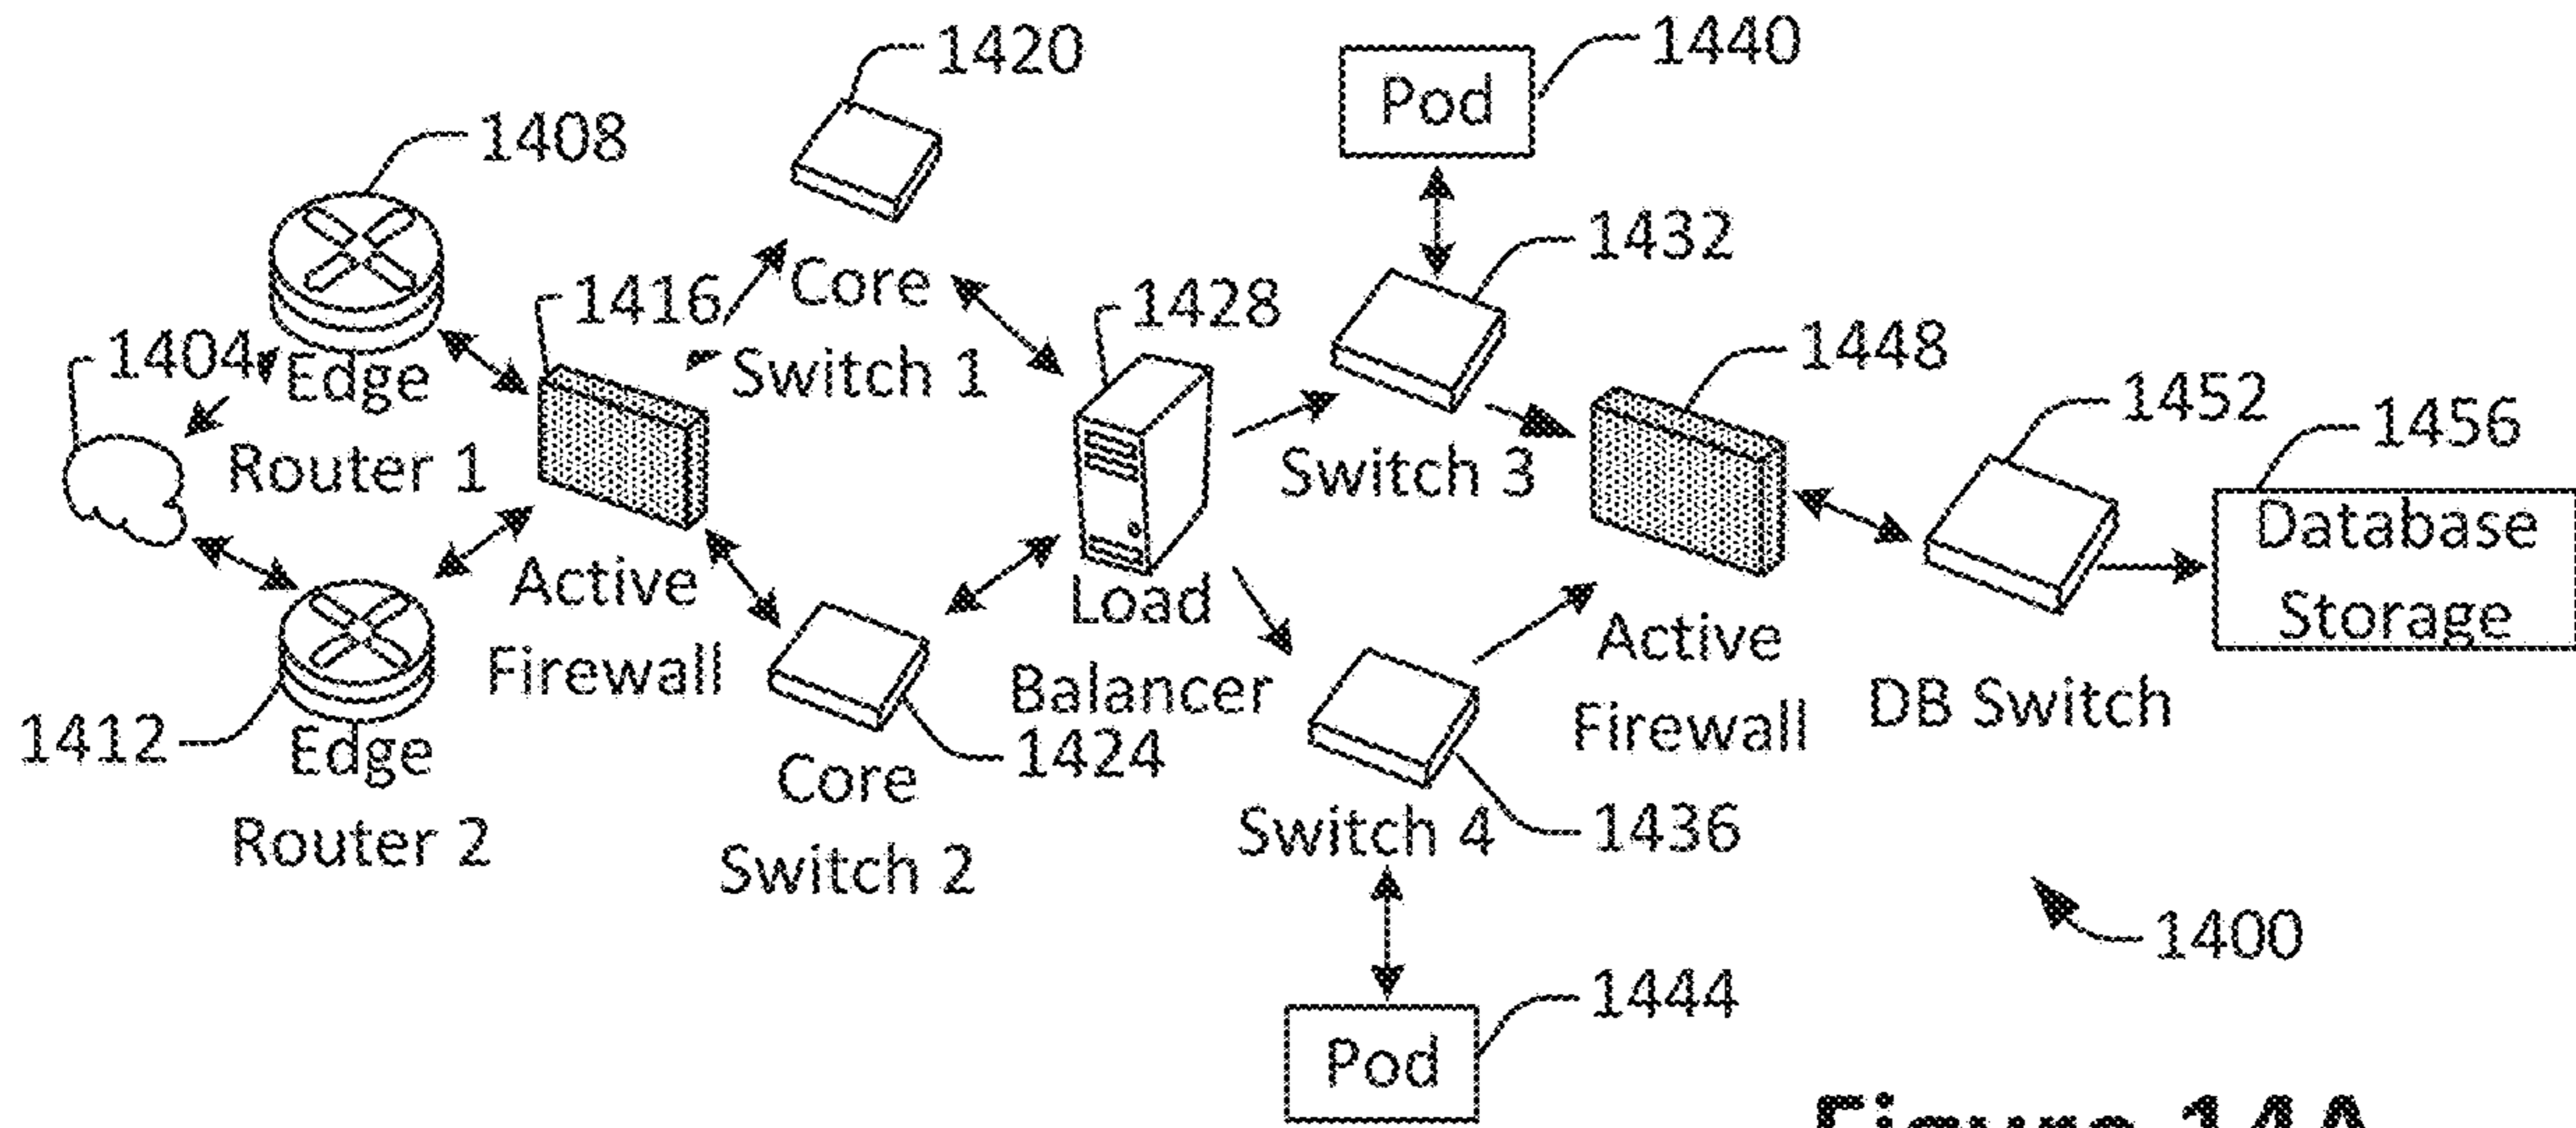 1420
1440
Pod
1408
1432
1416
Core
1428
1448
1404
Edge
Switch 1
1452
1456
Router 1
Switch 3
Database
Storage
Active
Firewall
Load
Balancer
Active
Firewall
DB Switch
1412
Edge
Router 2
1424
Core
Switch 2
Switch 4
1436
1400
1444
Pod
Figure 14A